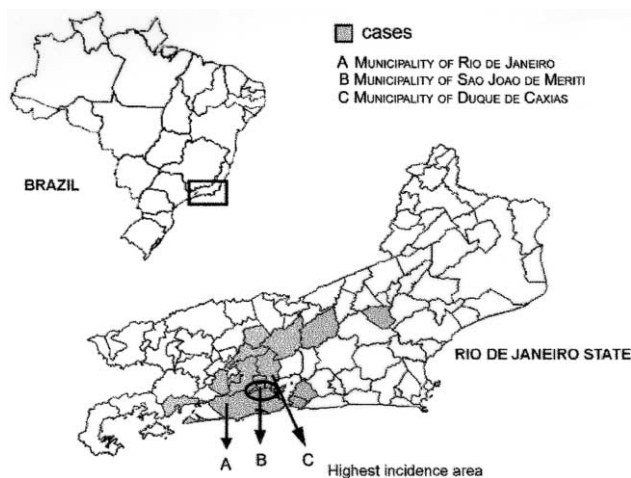 cases
A MUNICIPALITY OF RIO DE JANEIRO
B MUNICIPALITY OF SAO JOAO DE MERITI
C MUNICIPALITY OF DUQUE DE CAXIAS
BRAZIL
RIO DE JANEIRO STATE
A B C
Highest incidence area